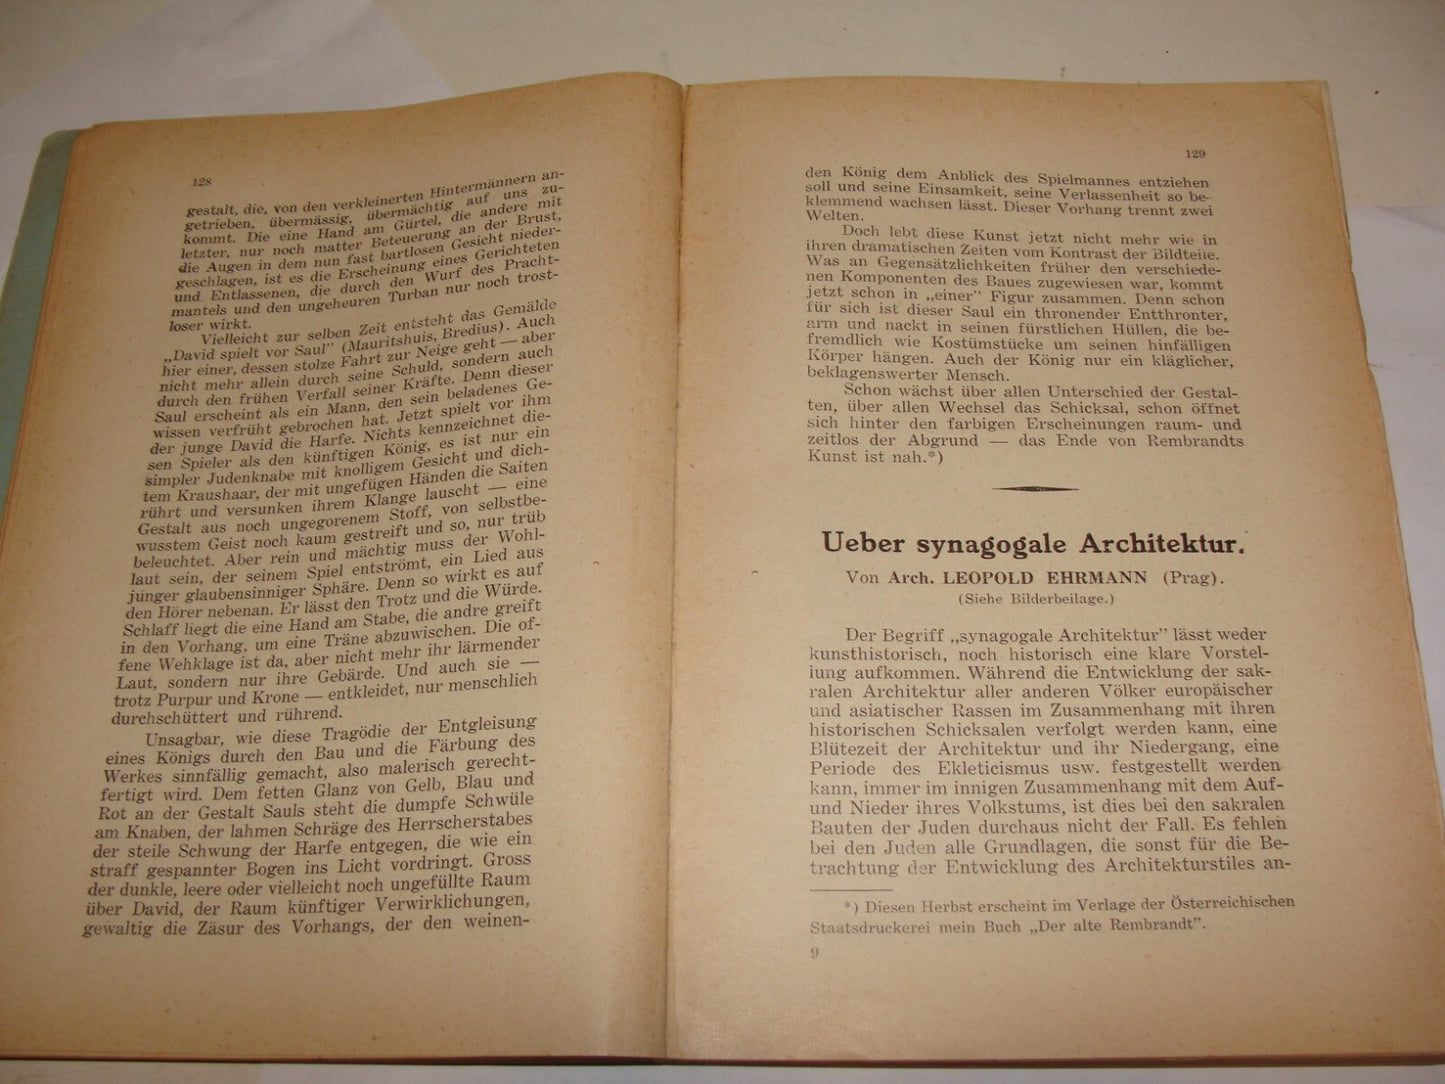 128
gestalt, die, von den verkleinerten Hintermännern an-
getrieben, übermässig, übermächtig auf uns zu-
kommt. Die eine Hand am Gürtel, die andere mit
letzter, nur noch matter Beteuerung an der Brust,
die Augen in dem nun fast bartlosen Gesicht nieder-
geschlagen, ist es die Erscheinung eines Gerichteten
und Entlassenen, die durch den Wurf des Pracht-
mantels und den ungeheuren Turban nur noch trost-
loser wirkt.
Vielleicht zur selben Zeit entsteht das Gemälde
„David spielt vor Saul" (Mauritshuis, Bredius). Auch
hier einer, dessen stolze Fahrt zur Neige geht — aber
nicht mehr allein durch seine Schuld, sondern auch
durch den frühen Verfall seiner Kräfte. Denn dieser
Saul erscheint als ein Mann, den sein beladenes Ge-
wissen verfrüht gebrochen hat. Jetzt spielt vor ihm
der junge David die Harfe. Nichts kennzeichnet die-
sen Spieler als den künftigen König, es ist nur ein
simpler Judenknabe mit knolligem Gesicht und dich-
tem Kraushaar, der mit ungefügen Händen die Saiten
rührt und versunken ihrem Klange lauscht — eine
Gestalt aus noch ungegorenem Stoff, von selbstbe-
wusstem Geist noch kaum gestreift und so, nur trüb
beleuchtet. Aber rein und mächtig muss der Wohl-
laut sein, der seinem Spiel entströmt, ein Lied aus
junger glaubensinniger Sphäre. Denn so wirkt es auf
den Hörer nebenan. Er lässt den Trotz und die Würde.
Schlaff liegt die eine Hand am Stabe, die andre greift
in den Vorhang, um eine Träne abzuwischen. Die of-
fene Wehklage ist da, aber nicht mehr ihr lärmender
Laut, sondern nur ihre Gebärde. Und auch sie —
trotz Purpur und Krone — entkleidet, nur menschlich
durchschüttert und rührend.
Unsagbar, wie diese Tragödie der Entgleisung
eines Königs durch den Bau und die Färbung des
Werkes sinnfällig gemacht, also malerisch gerecht-
fertigt wird. Dem fetten Glanz von Gelb, Blau und
Rot an der Gestalt Sauls steht die dumpfe Schwüle
am Knaben, der lahmen Schräge des Herrscherstabes
der steile Schwung der Harfe entgegen, die wie ein
straff gespannter Bogen ins Licht vordringt. Gross
der dunkle, leere oder vielleicht noch ungefüllte Raum
über David, der Raum künftiger Verwirklichungen,
gewaltig die Zäsur des Vorhangs, der den weinen-
129
den König dem Anblick des Spielmannes entziehen
soll und seine Einsamkeit, seine Verlassenheit so be-
klemmend wachsen lässt. Dieser Vorhang trennt zwei
Welten.
Doch lebt diese Kunst jetzt nicht mehr wie in
ihren dramatischen Zeiten vom Kontrast der Bildteile.
Was an Gegensätzlichkeiten früher den verschiede-
nen Komponenten des Baues zugewiesen war, kommt
jetzt schon in „einer" Figur zusammen. Denn schon
für sich ist dieser Saul ein thronender Entthronter,
arm und nackt in seinen fürstlichen Hüllen, die be-
fremdlich wie Kostümstücke um seinen hinfälligen
Körper hängen. Auch der König nur ein kläglicher,
beklagenswerter Mensch.
Schon wächst über allen Unterschied der Gestal-
ten, über allen Wechsel das Schicksal, schon öffnet
sich hinter den farbigen Erscheinungen raum- und
zeitlos der Abgrund — das Ende von Rembrandts
Kunst ist nah.*)
Ueber synagogale Architektur.
Von Arch. LEOPOLD EHRMANN (Prag).
(Siehe Bilderbeilage.)
Der Begriff „synagogale Architektur" lässt weder
kunsthistorisch, noch historisch eine klare Vorstel-
lung aufkommen. Während die Entwicklung der sak-
ralen Architektur aller anderen Völker europäischer
und asiatischer Rassen im Zusammenhang mit ihren
historischen Schicksalen verfolgt werden kann, eine
Blütezeit der Architektur und ihr Niedergang, eine
Periode des Ekleticismus usw. festgestellt werden
kann, immer im innigen Zusammenhang mit dem Auf-
und Nieder ihres Volkstums, ist dies bei den sakralen
Bauten der Juden durchaus nicht der Fall. Es fehlen
bei den Juden alle Grundlagen, die sonst für die Be-
trachtung der Entwicklung des Architekturstiles an-
*) Diesen Herbst erscheint im Verlage der Österreichischen
Staatsdruckerei mein Buch „Der alte Rembrandt".
9